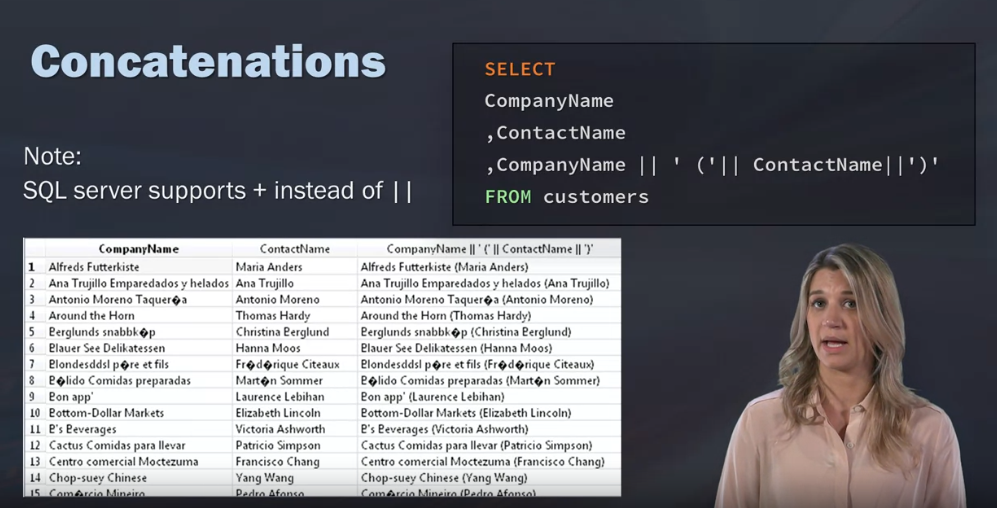 Concatenations
Note:
SQL server supports + instead of ||
SELECT
CompanyName
,ContactName
,CompanyName || ' ('|| ContactName||')'
FROM customers
CompanyName ContactName CompanyName || ' {' || ContactName || '}'
1 Alfreds Futterkiste Maria Anders Alfreds Futterkiste {Maria Anders}
2 Ana Trujillo Emparedados y helados Ana Trujillo Ana Trujillo Emparedados y helados {Ana Trujillo}
3 Antonio Moreno Taquer�a Antonio Moreno Antonio Moreno Taquer�a {Antonio Moreno}
4 Around the Horn Thomas Hardy Around the Horn {Thomas Hardy}
5 Berglunds snabbk�p Christina Berglund Berglunds snabbk�p {Christina Berglund}
6 Blauer See Delikatessen Hanna Moos Blauer See Delikatessen {Hanna Moos}
7 Blondesddsl p�re et fils Fr�d�rique Citeaux Blondesddsl p�re et fils {Fr�d�rique Citeaux}
8 B�lido Comidas preparadas Mart�n Sommer B�lido Comidas preparadas {Mart�n Sommer}
9 Bon app' Laurence Lebihan Bon app' {Laurence Lebihan}
10 Bottom-Dollar Markets Elizabeth Lincoln Bottom-Dollar Markets {Elizabeth Lincoln}
11 B's Beverages Victoria Ashworth B's Beverages {Victoria Ashworth}
12 Cactus Comidas para llevar Patricio Simpson Cactus Comidas para llevar {Patricio Simpson}
13 Centro comercial Moctezuma Francisco Chang Centro comercial Moctezuma {Francisco Chang}
14 Chop-suey Chinese Yang Wang Chop-suey Chinese {Yang Wang}
15 Com�rcio Mineiro Pedro Afonso Com�rcio Mineiro {Pedro Afonso}